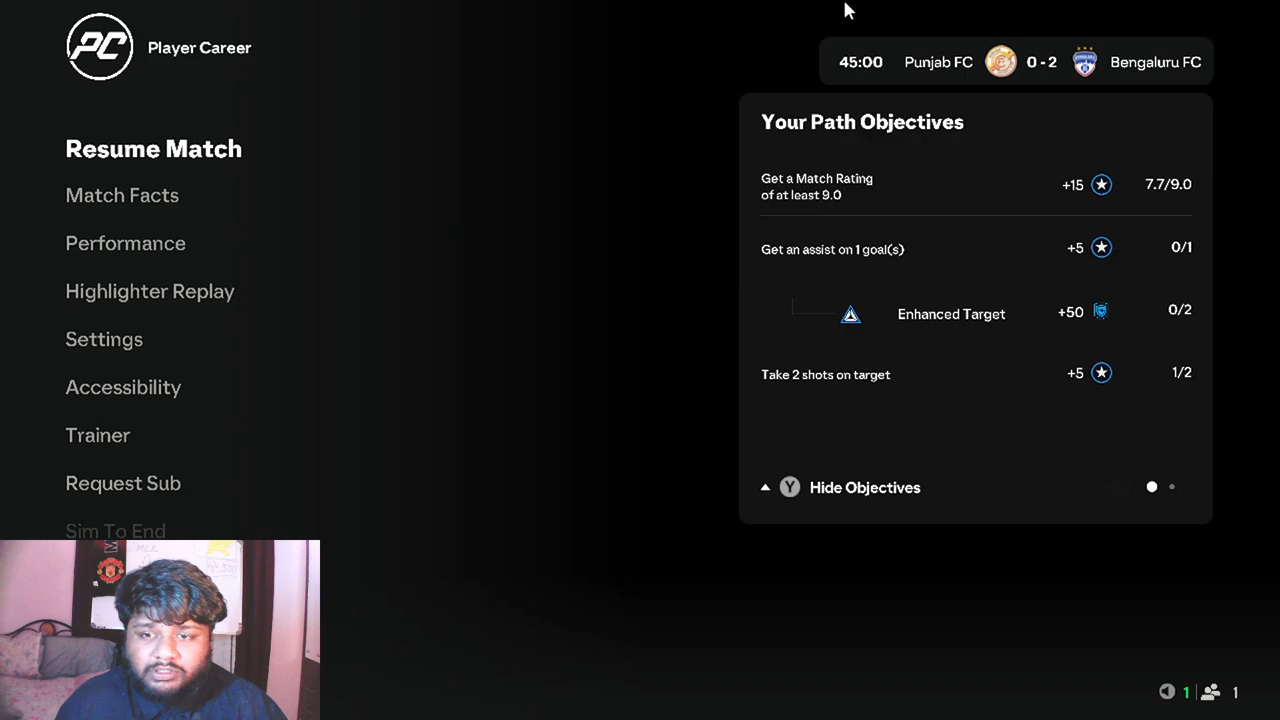 PC Player Career
45:00 Punjab FC 0 - 2 Bengaluru FC
Your Path Objectives
Resume Match
Match Facts
Performance
Highlighter Replay
Settings
Accessibility
Trainer
Request Sub
Sim To End
Get a Match Rating
of at least 9.0
+15 7.7/9.0
Get an assist on 1 goal(s) +5 0/1
Enhanced Target +50 0/2
Take 2 shots on target +5 1/2
Y Hide Objectives
1 1